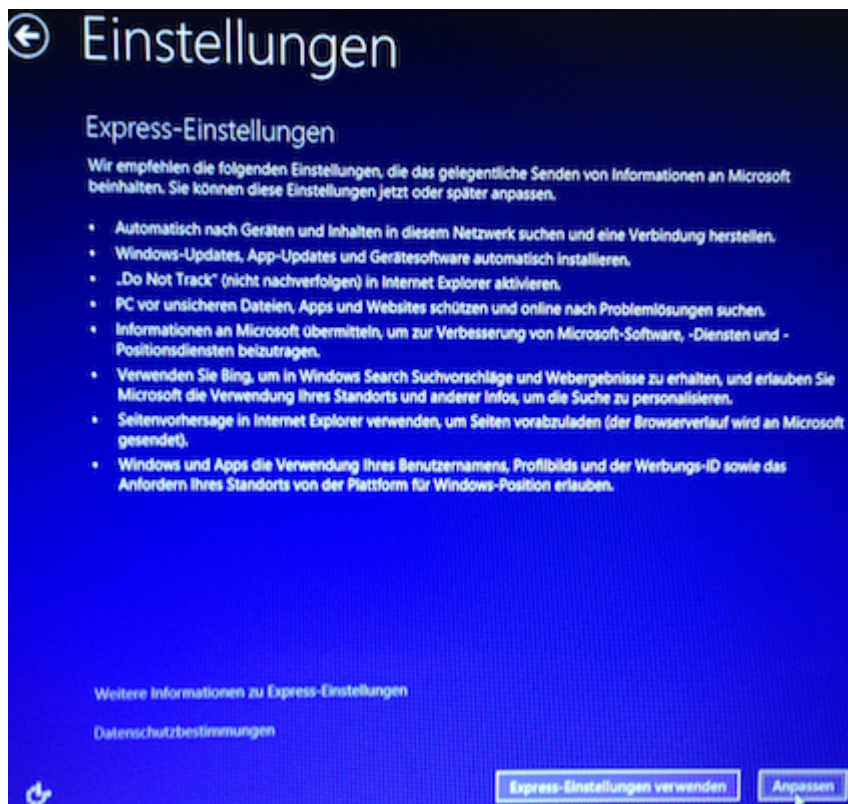 Einstellungen
Express-Einstellungen
Wir empfehlen die folgenden Einstellungen, die das gelegentliche Senden von Informationen an Microsoft
beinhalten. Sie können diese Einstellungen jetzt oder später anpassen.
• Automatisch nach Geräten und Inhalten in diesem Netzwerk suchen und eine Verbindung herstellen.
• Windows-Updates, App-Updates und Gerätesoftware automatisch installieren.
• „Do Not Track" (nicht nachverfolgen) in Internet Explorer aktivieren.
• PC vor unsicheren Dateien, Apps und Websites schützen und online nach Problemlösungen suchen.
• Informationen an Microsoft übermitteln, um zur Verbesserung von Microsoft-Software, -Diensten und -
Positionsdiensten beizutragen.
• Verwenden Sie Bing, um in Windows Search Suchvorschläge und Webergebnisse zu erhalten, und erlauben Sie
Microsoft die Verwendung Ihres Standorts und anderer Infos, um die Suche zu personalisieren.
• Seitenvorhersage in Internet Explorer verwenden, um Seiten vorabzuladen (der Browserverlauf wird an Microsoft
gesendet).
• Windows und Apps die Verwendung Ihres Benutzernamens, Profilbilds und der Werbungs-ID sowie das
Anfordern Ihres Standorts von der Plattform für Windows-Position erlauben.
Weitere Informationen zu Express-Einstellungen
Datenschutzbestimmungen
Express-Einstellungen verwenden
Anpassen